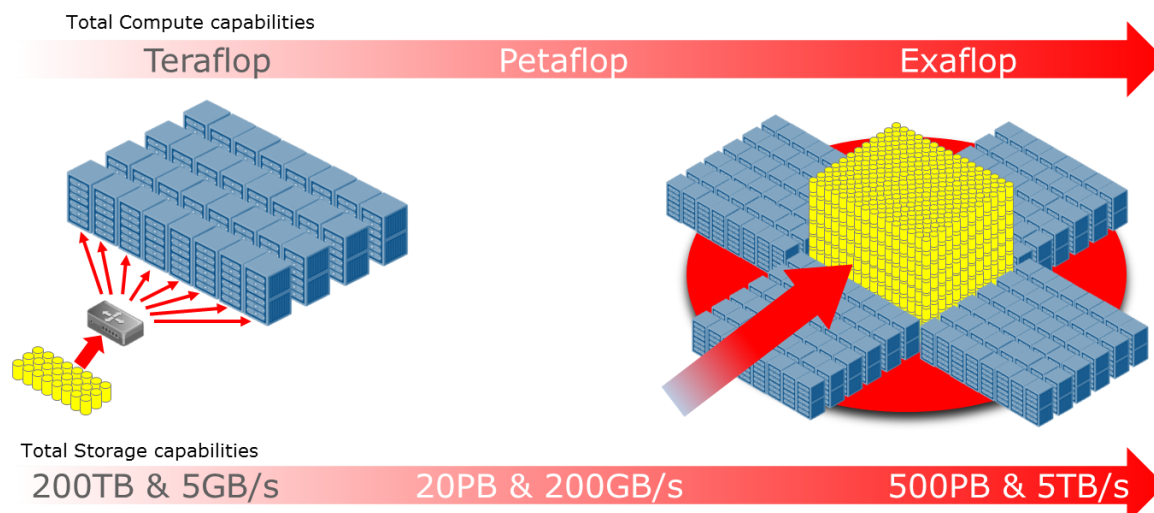 Total Compute capabilities
Teraflop Petaflop Exaflop
Total Storage capabilities
200TB & 5GB/s 20PB & 200GB/s 500PB & 5TB/s